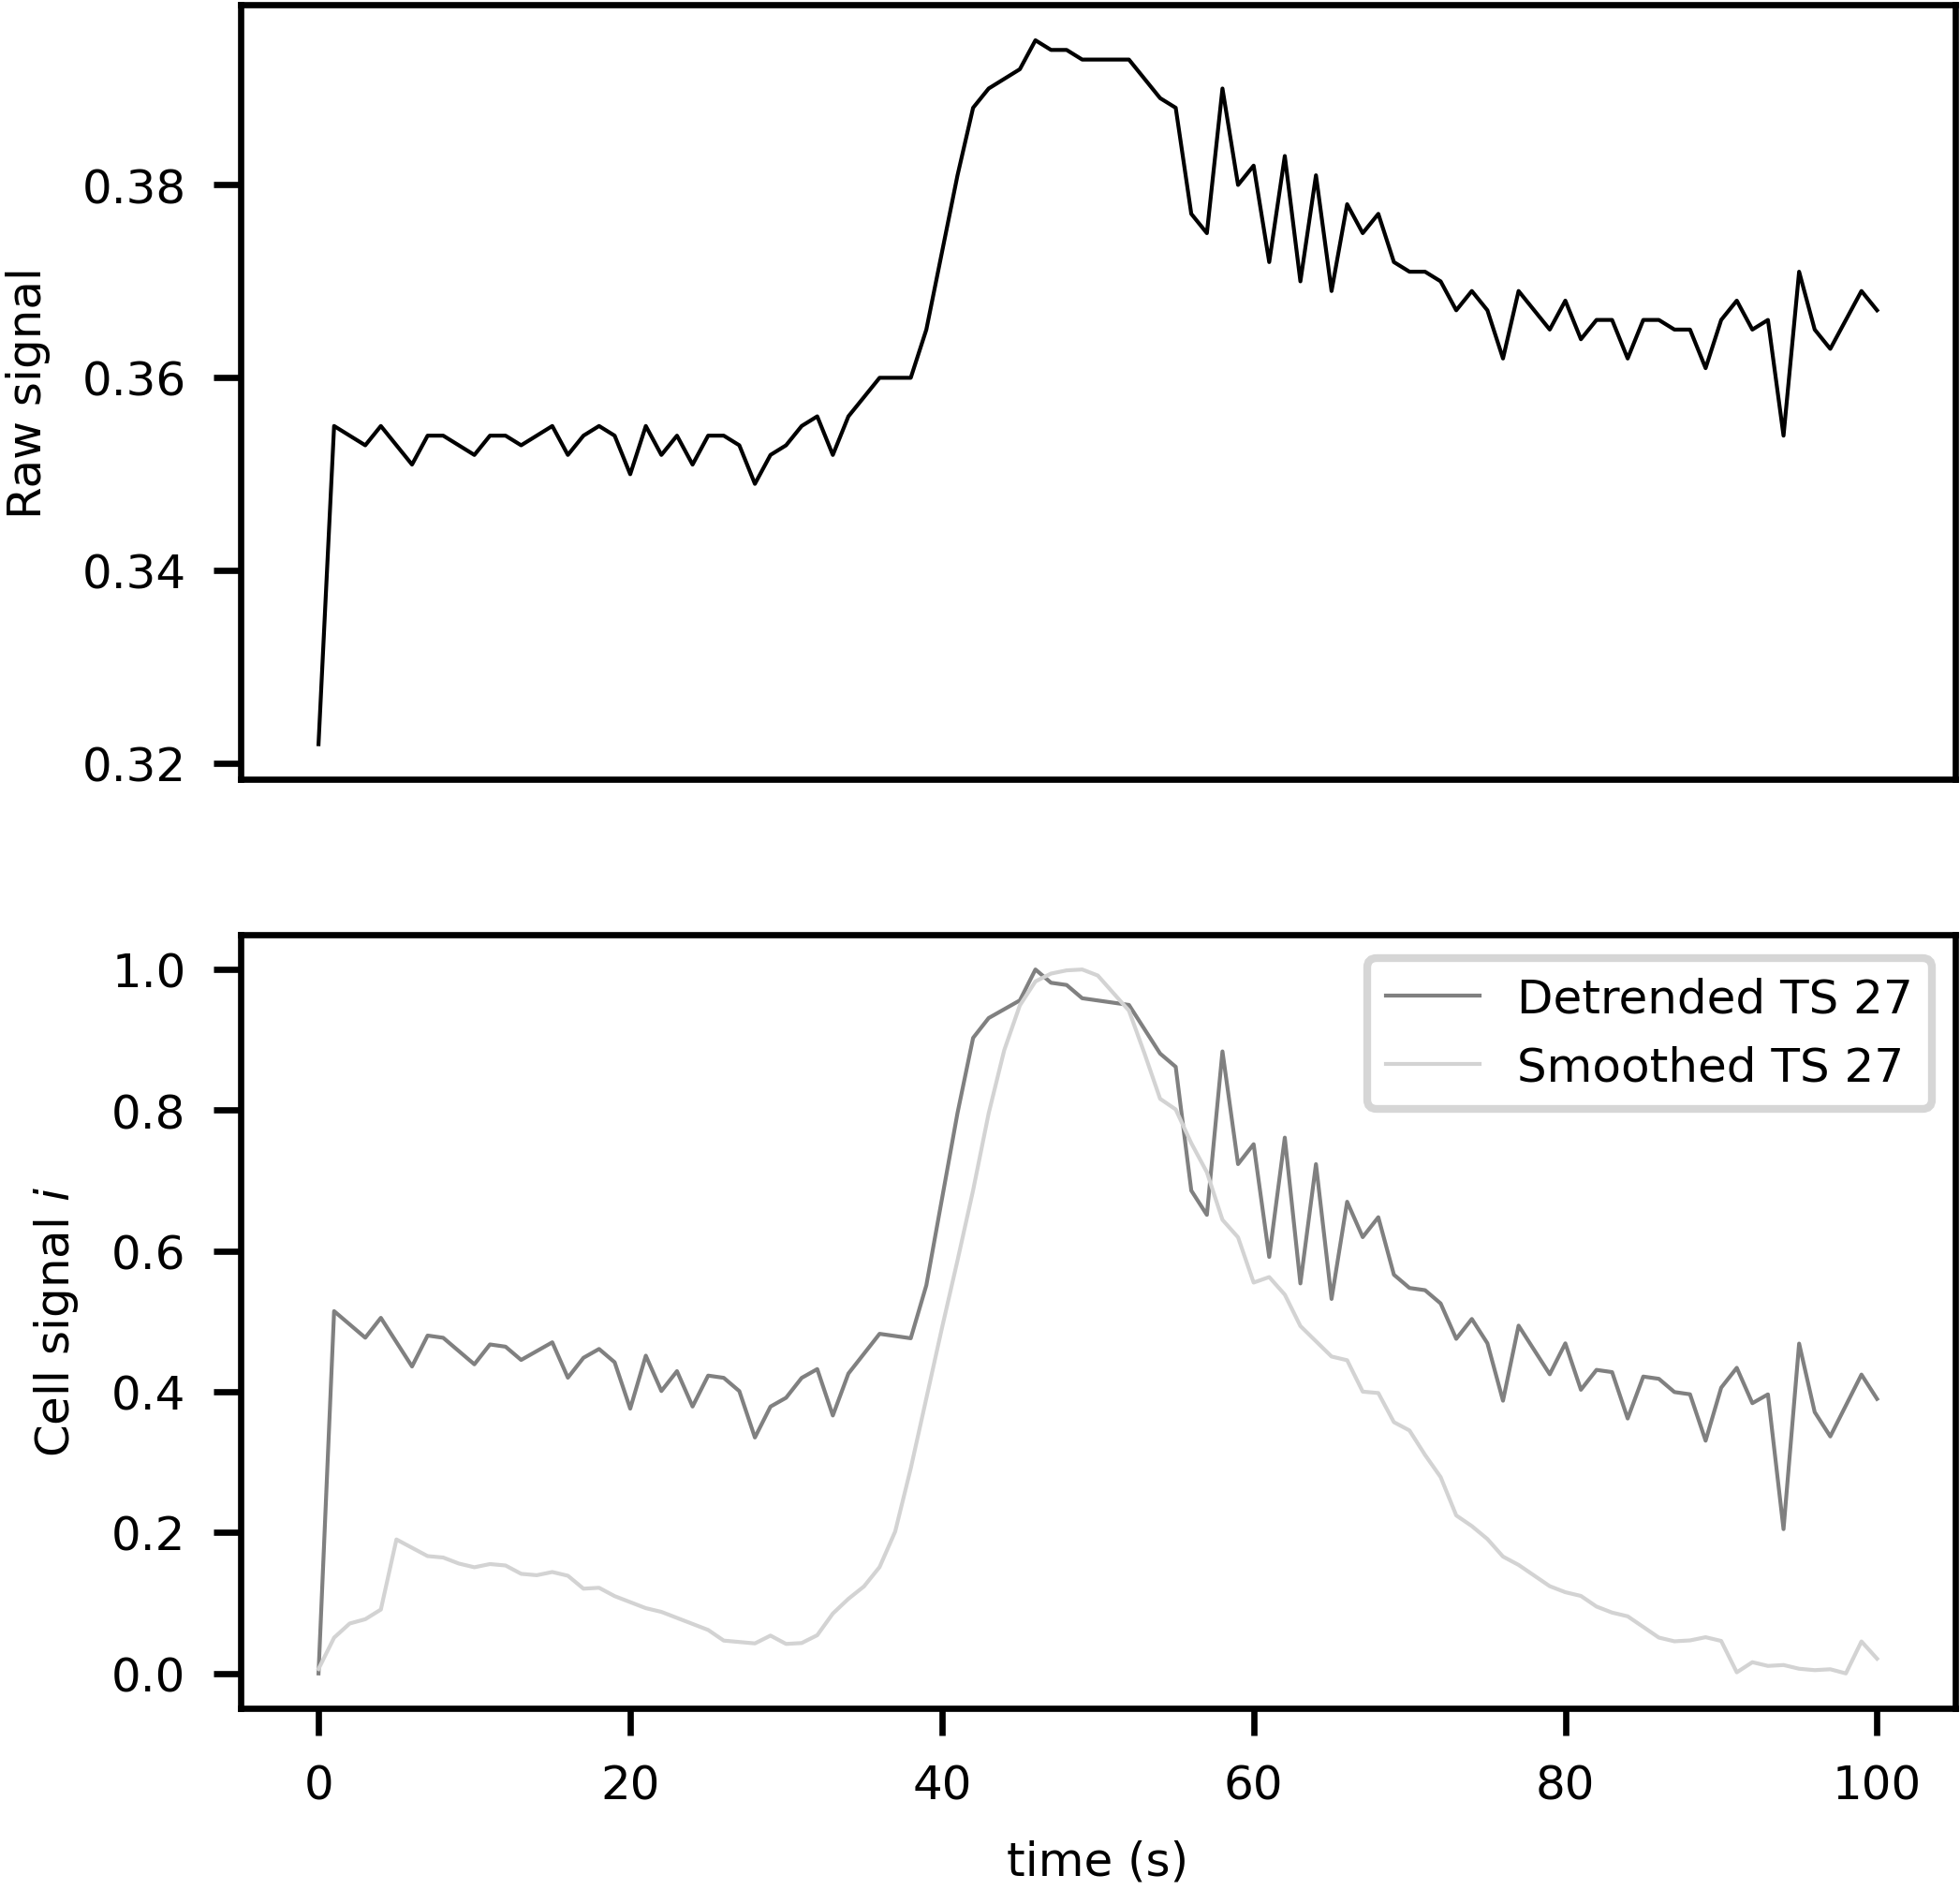 Raw signal
0.38
0.36
0.34
0.32
Cell signal i
1.0
0.8
0.6
0.4
0.2
0.0
Detrended TS 27
Smoothed TS 27
0 20 40 60 80 100
time (s)